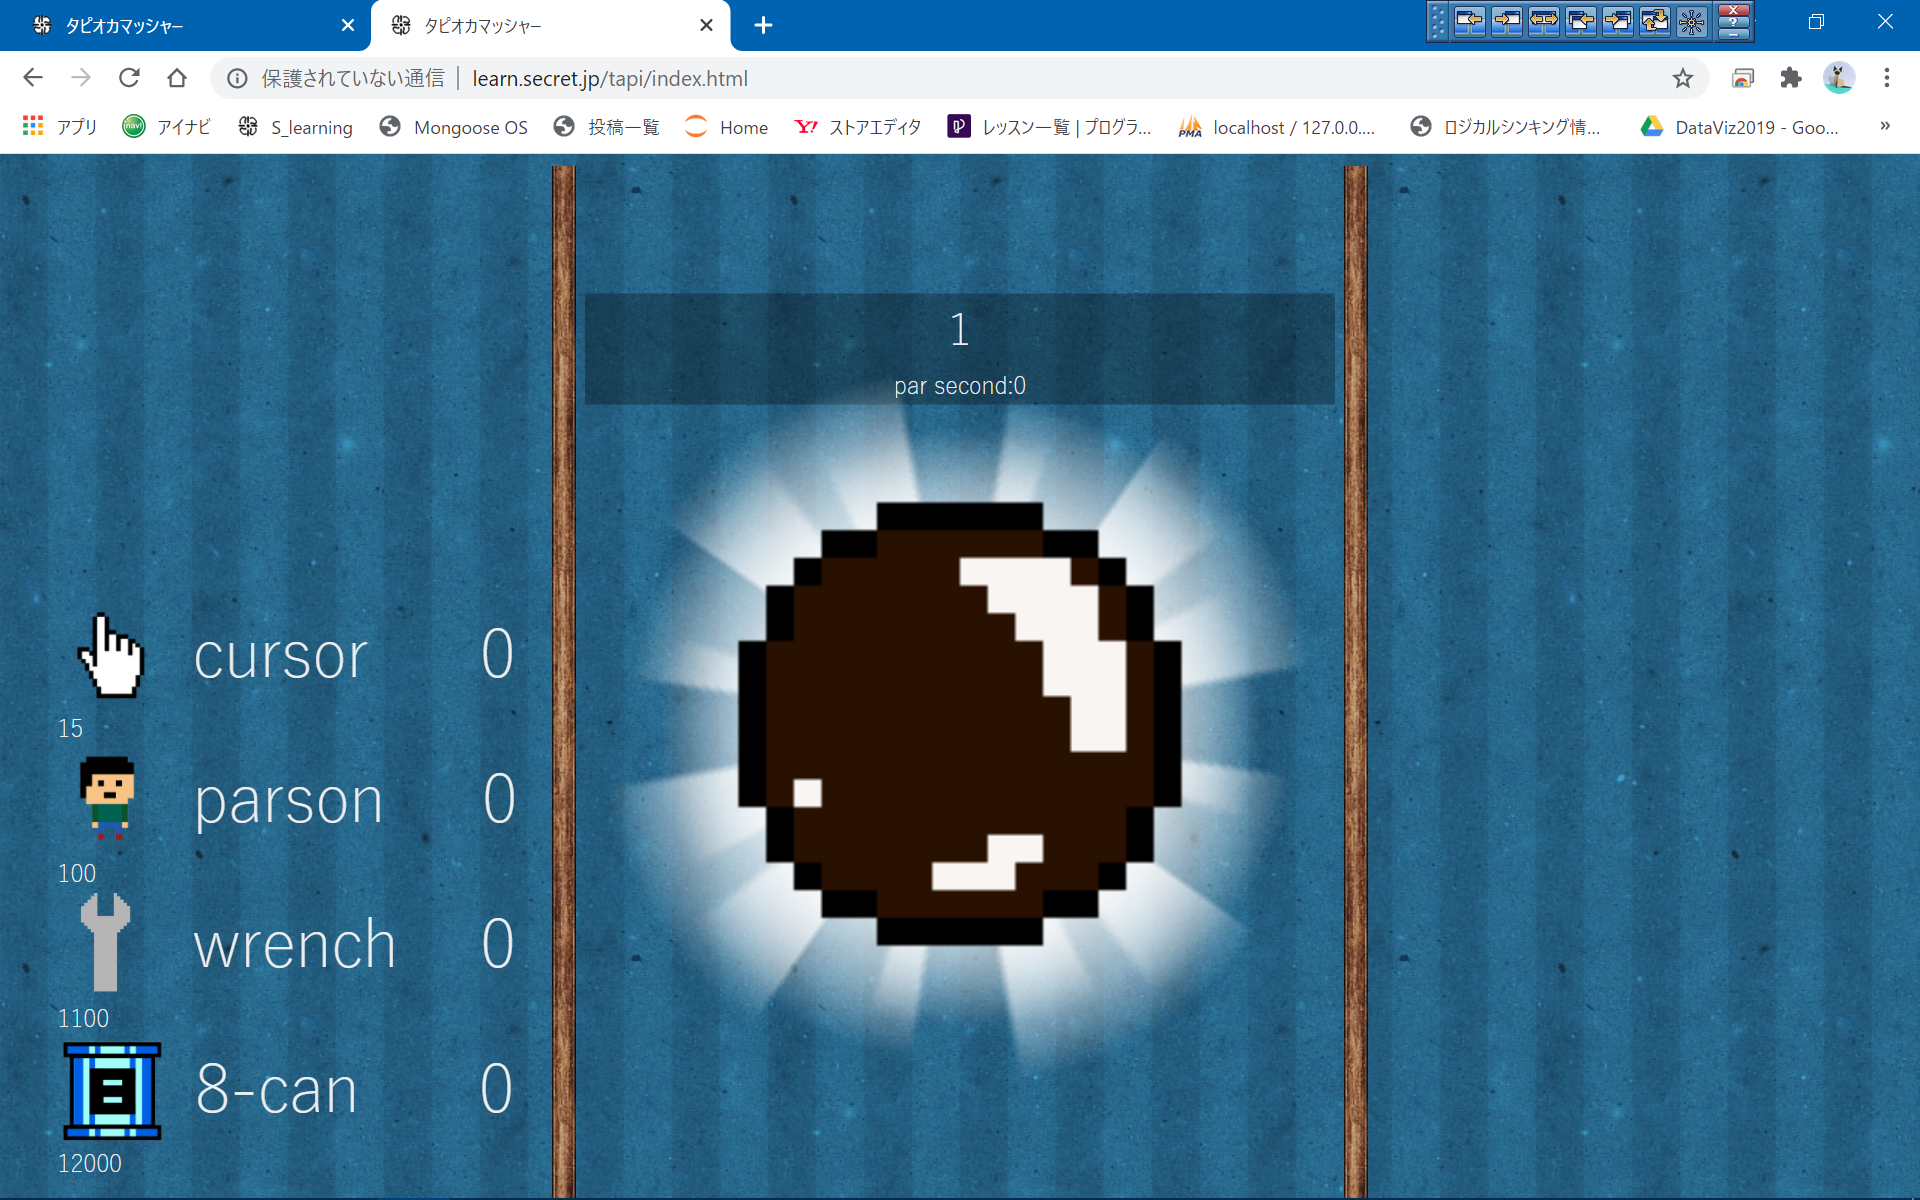 タピオカマッシャー
タピオカマッシャー
保護されていない通信 | learn.secret.jp/tapi/index.html
アプリ アイナビ S_learning Mongoose OS 投稿一覧 Home ストアエディタ レッスン一覧 | プログラ... localhost / 127.0.0.... ロジカルシンキング情... DataViz2019 - Goo... »
1
par second:0
cursor 0
15
parson 0
100
wrench 0
1100
8
8-can 0
12000